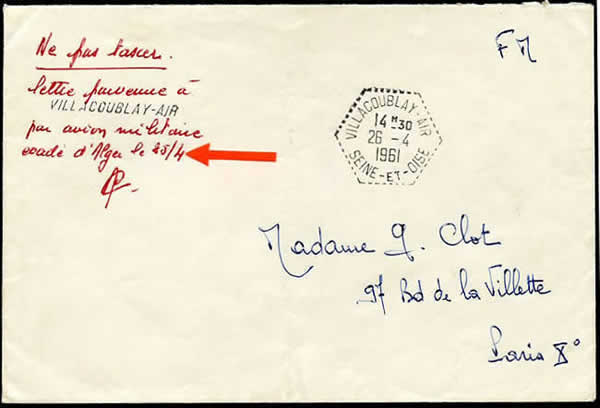 Ne pas taxer.
lettre parvenue à
VILLACOUBLAY-AIR
par avion militaire
evadé d'Alger le 25/4
F M
VILLACOUBLAY-AIR
14 H 30
26 - 4
1961
SEINE-ET-OISE
Madame G. Clot
97 Bd de la Villette
Paris X°